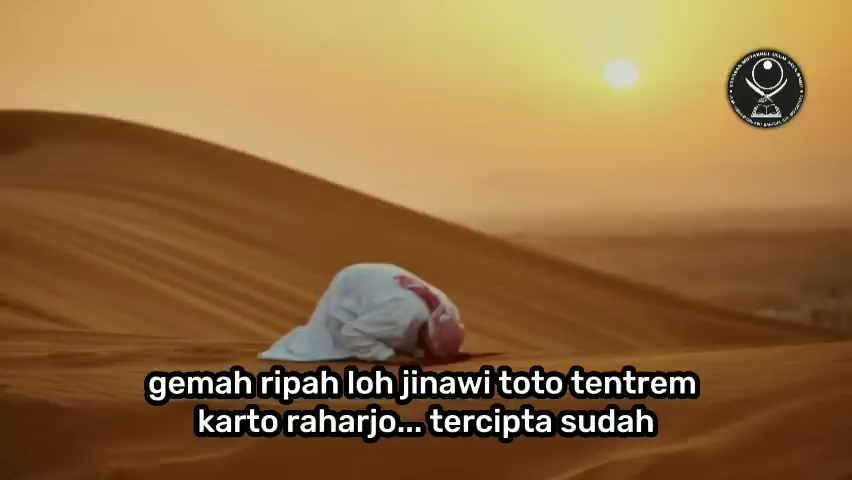 gemah ripah loh jinawi toto tentrem
karto raharjo... tercipta sudah